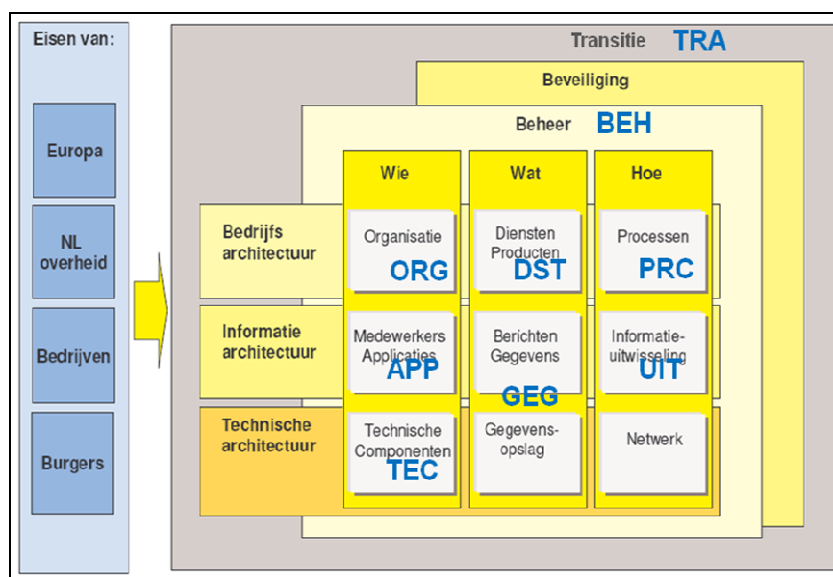 Eisen van:
Europa
NL
overheid
Bedrijven
Burgers
Transitie TRA
Beveiliging
Beheer BEH
Wie
Wat
Hoe
Bedrijfs
architectuur
Organisatie
ORG
Diensten
Producten
DST
Processen
PRC
Informatie
architectuur
Medewerkers
Applicaties
APP
Berichten
Gegevens
GEG
Informatie-
uitwisseling
UIT
Technische
architectuur
Technische
Componenten
TEC
Gegevens-
opslag
Netwerk